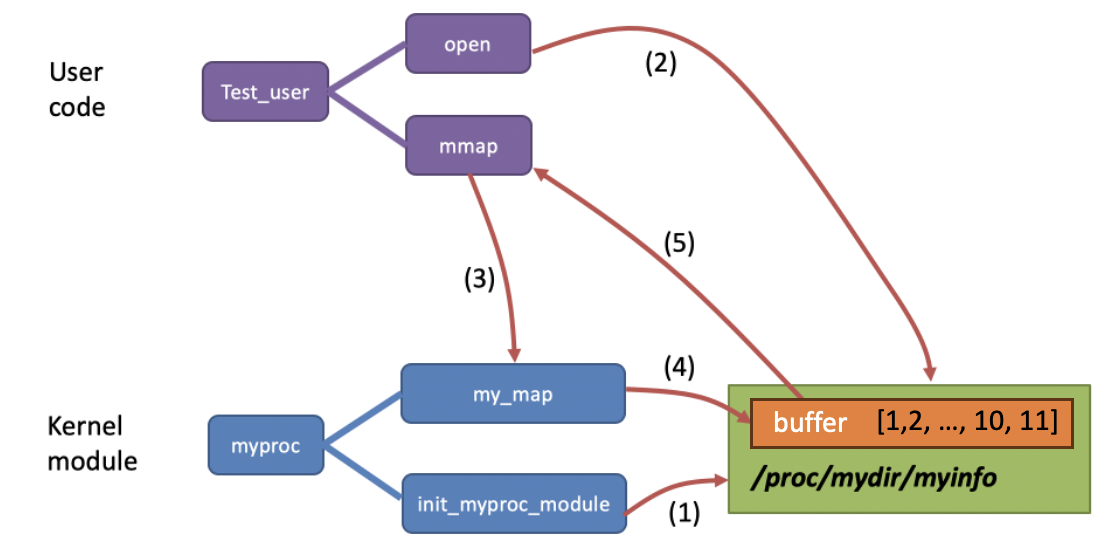 open
(2)
User
code
Test_user
mmap
(5)
(3)
my_map
(4)
Kernel
module
myproc
buffer [1,2, …, 10, 11]
/proc/mydir/myinfo
init_myproc_module
(1)